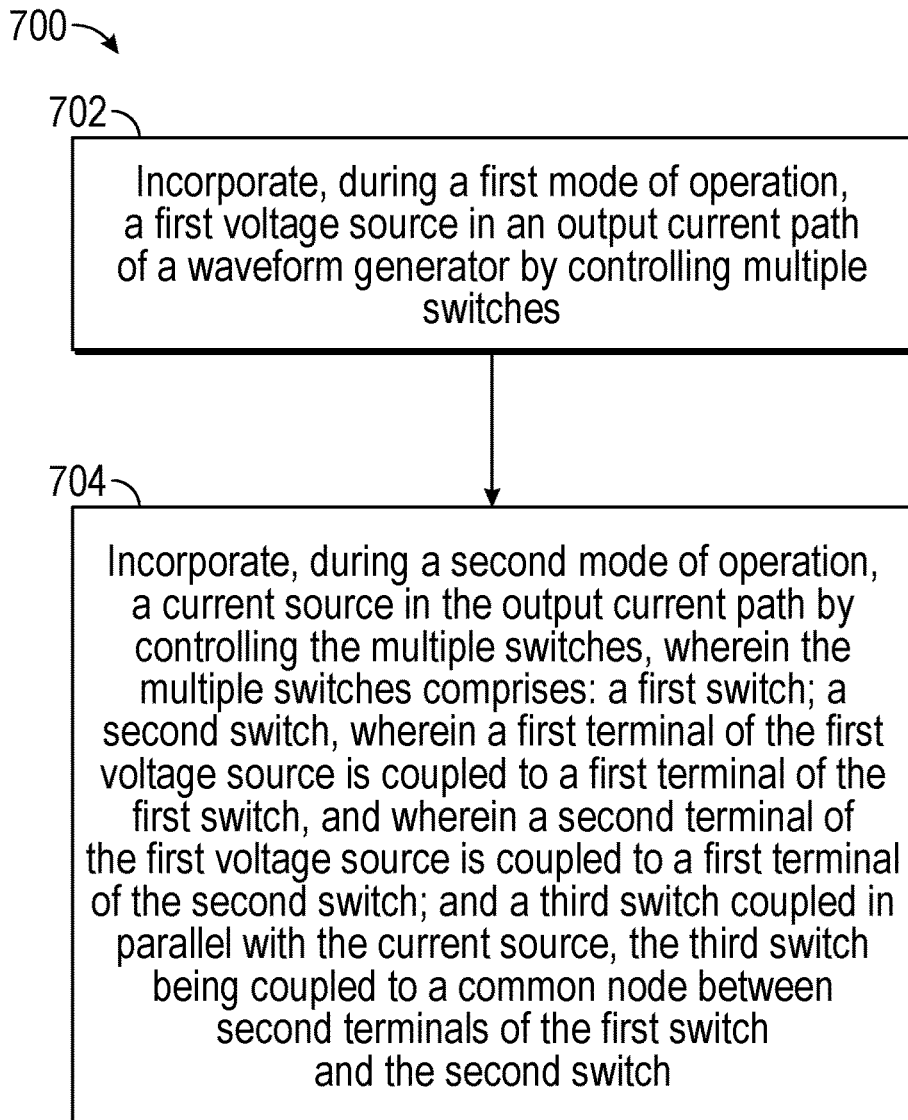 700
702
Incorporate, during a first mode of operation,
a first voltage source in an output current path
of a waveform generator by controlling multiple
switches
704
Incorporate, during a second mode of operation,
a current source in the output current path by
controlling the multiple switches, wherein the
multiple switches comprises: a first switch; a
second switch, wherein a first terminal of the first
voltage source is coupled to a first terminal of the
first switch, and wherein a second terminal of
the first voltage source is coupled to a first terminal
of the second switch; and a third switch coupled in
parallel with the current source, the third switch
being coupled to a common node between
second terminals of the first switch
and the second switch